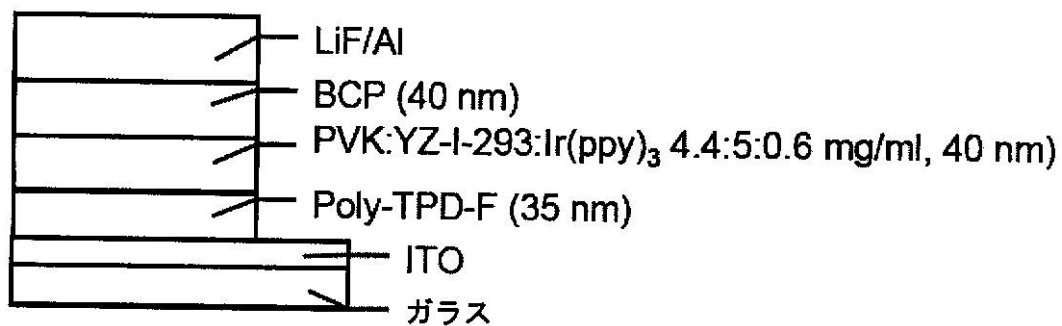 LiF/Al
BCP (40 nm)
PVK:YZ-I-293:Ir(ppy)₃ 4.4:5:0.6 mg/ml, 40 nm)
Poly-TPD-F (35 nm)
ITO
ガラス